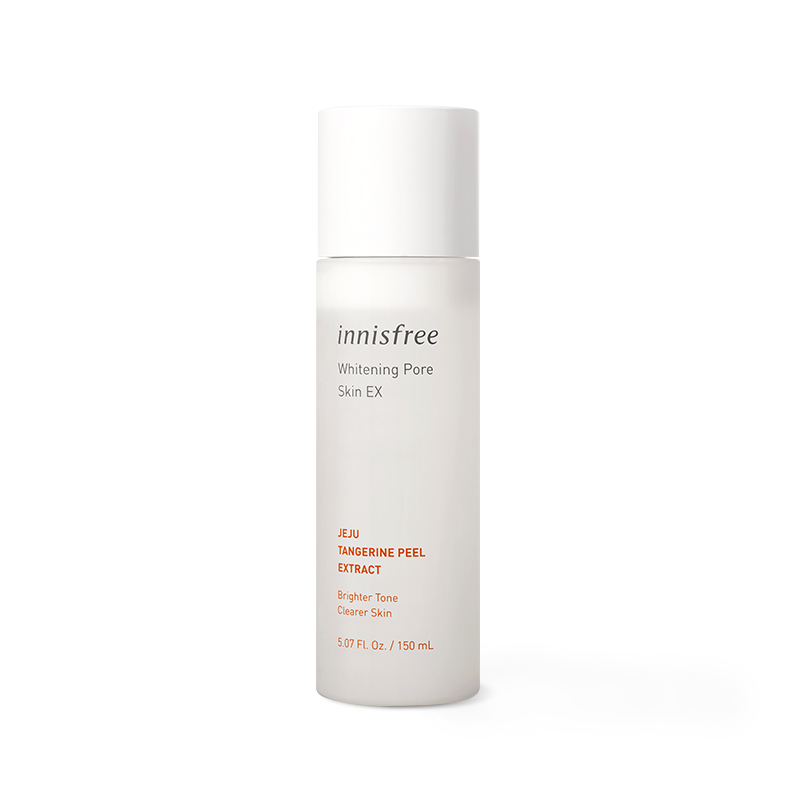 innisfree
Whitening Pore
Skin EX
JEJU
TANGERINE PEEL
EXTRACT
Brighter Tone
Clearer Skin
5.07 Fl. Oz. / 150 mL